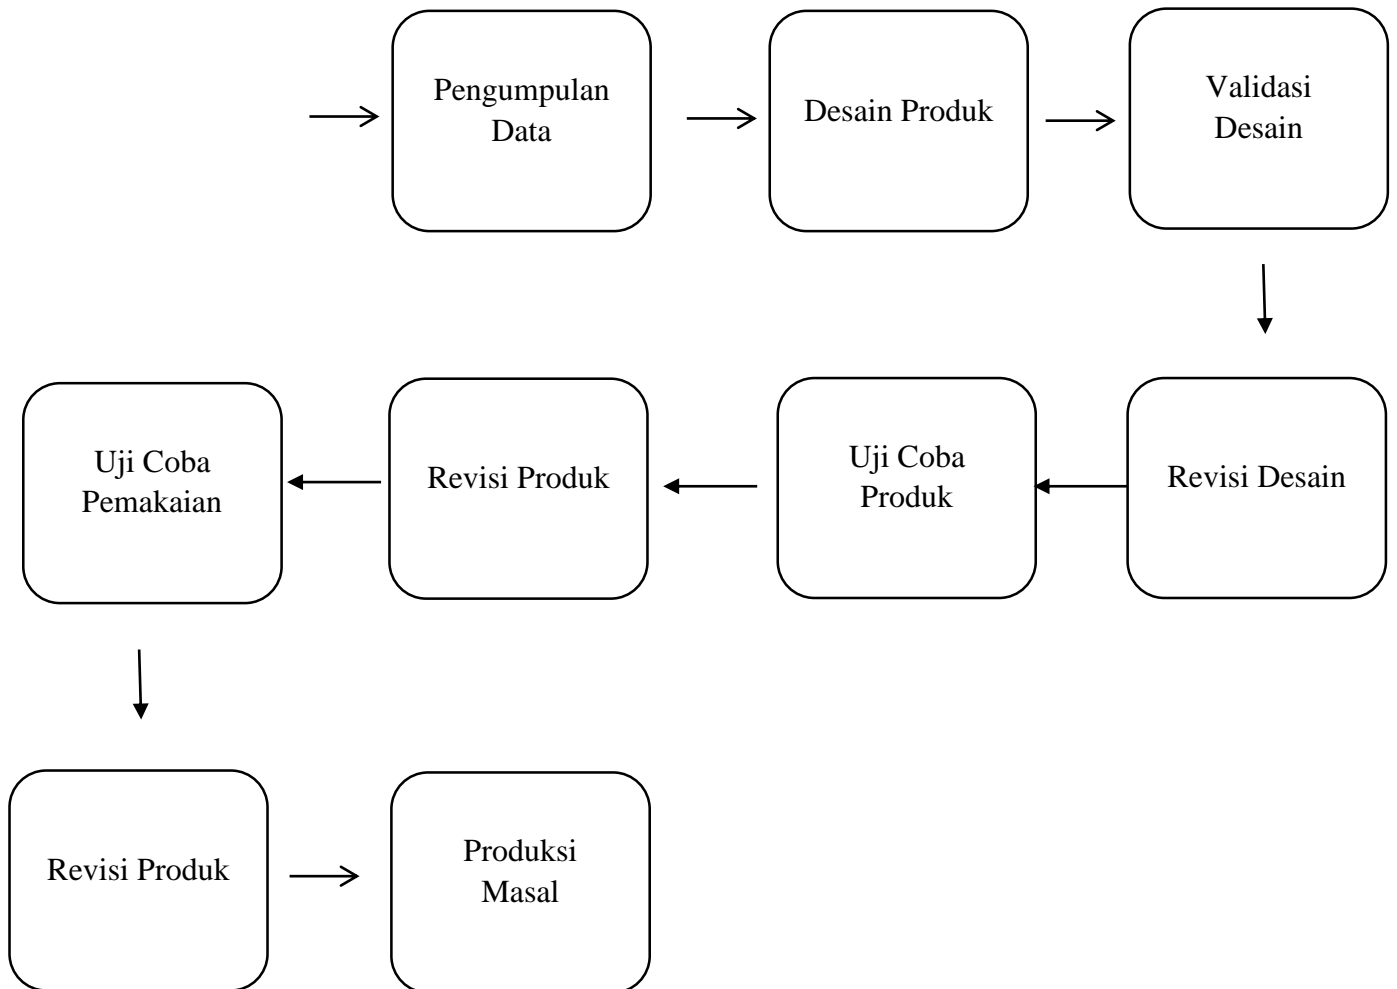 Pengumpulan
Data
Desain Produk
Validasi
Desain
Revisi Desain
Uji Coba
Produk
Revisi Produk
Uji Coba
Pemakaian
Revisi Produk
Produksi
Masal